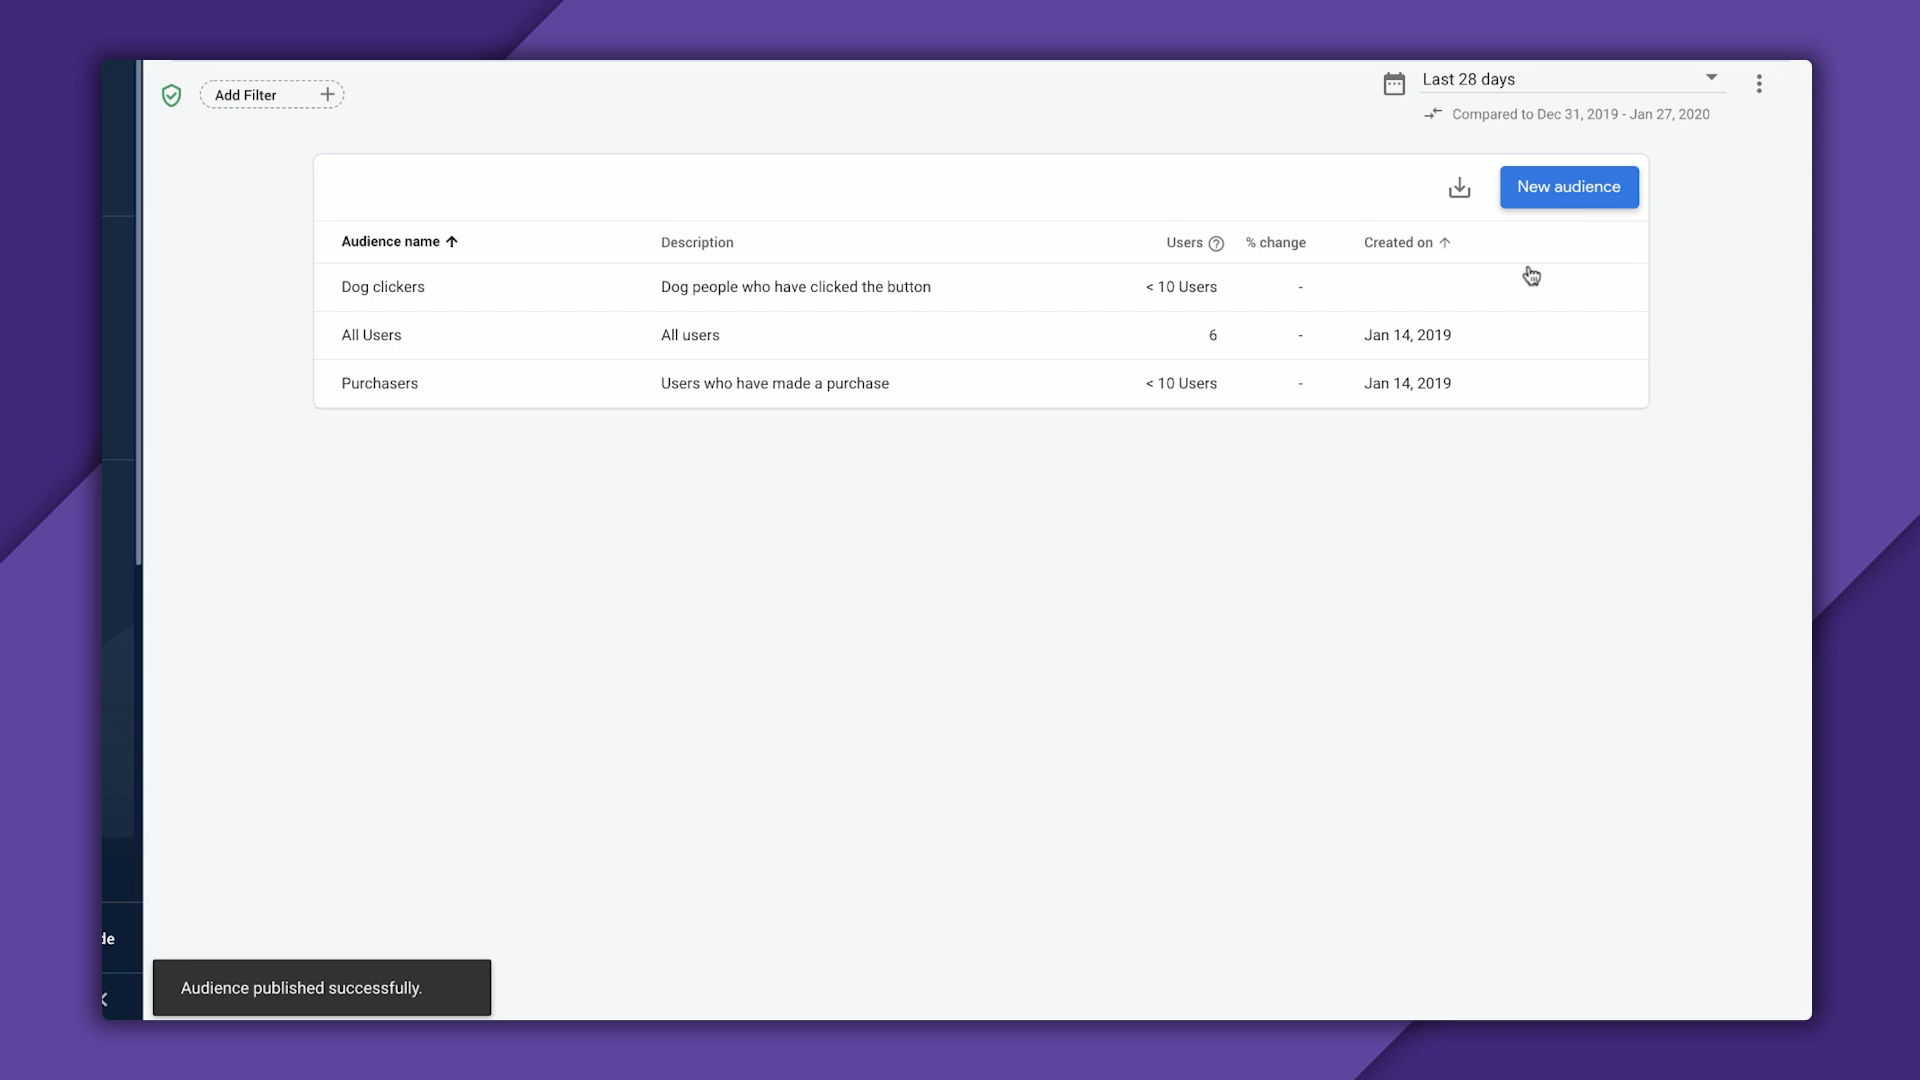 Add Filter
Last 28 days
Compared to Dec 31, 2019 - Jan 27, 2020
New audience
Audience name Description Users % change Created on
Dog clickers Dog people who have clicked the button < 10 Users -
All Users All users 6 - Jan 14, 2019
Purchasers Users who have made a purchase < 10 Users - Jan 14, 2019
de
Audience published successfully.